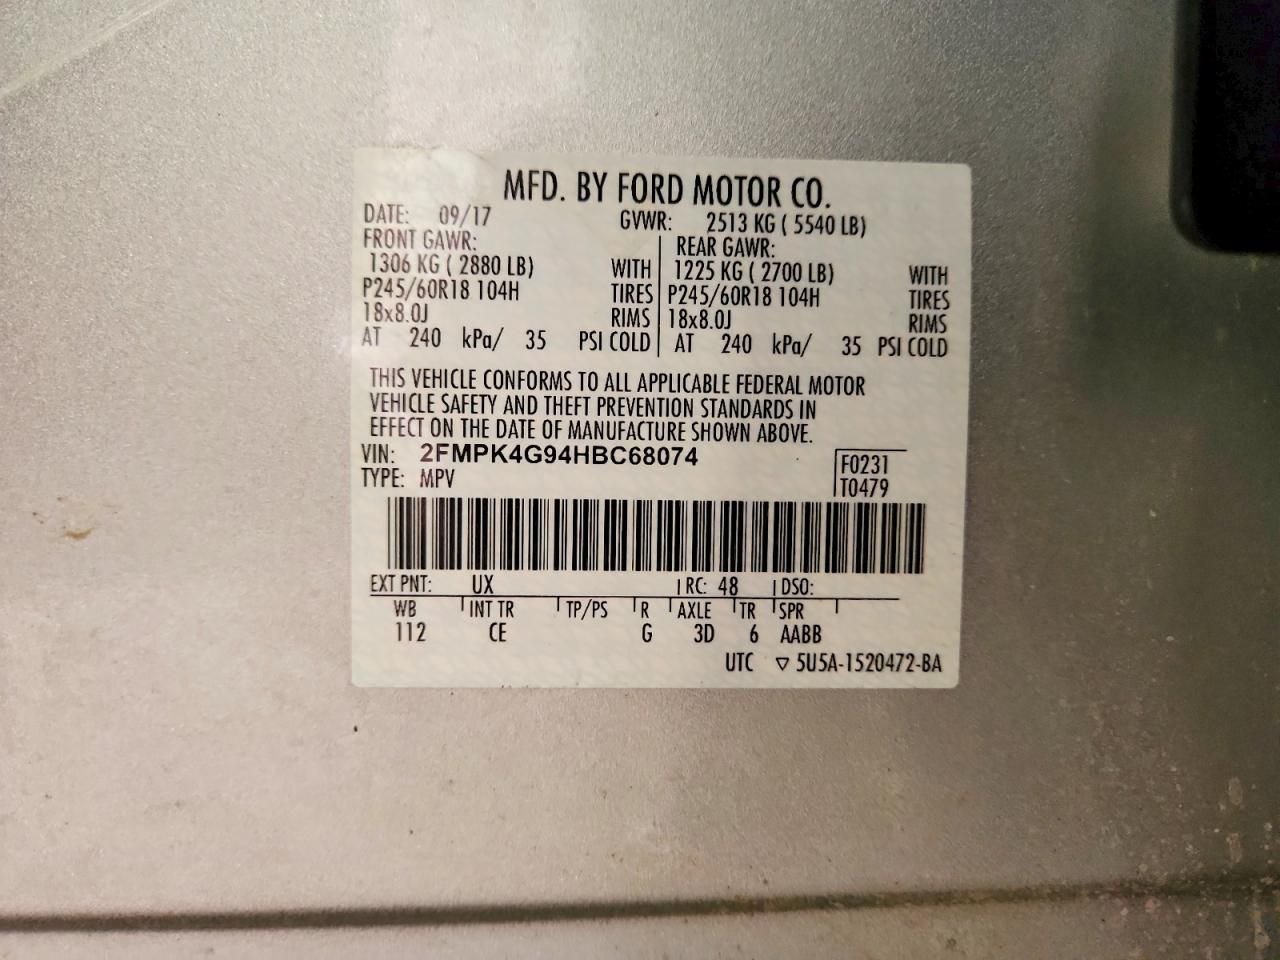 MFD. BY FORD MOTOR CO.
DATE: 09/17 GVWR: 2513 KG ( 5540 LB)
FRONT GAWR: REAR GAWR:
1306 KG ( 2880 LB) WITH 1225 KG ( 2700 LB) WITH
P245/60R18 104H TIRES P245/60R18 104H TIRES
18x8.0J RIMS 18x8.0J RIMS
AT 240 kPa/ 35 PSI COLD AT 240 kPa/ 35 PSI COLD
THIS VEHICLE CONFORMS TO ALL APPLICABLE FEDERAL MOTOR
VEHICLE SAFETY AND THEFT PREVENTION STANDARDS IN
EFFECT ON THE DATE OF MANUFACTURE SHOWN ABOVE.
VIN: 2FMPK4G94HBC68074 F0231
TYPE: MPV T0479
EXT PNT: UX RC: 48 DSO:
WB INT TR TP/PS R AXLE TR SPR
112 CE G 3D 6 AABB
UTC ▽ 5U5A-1520472-BA